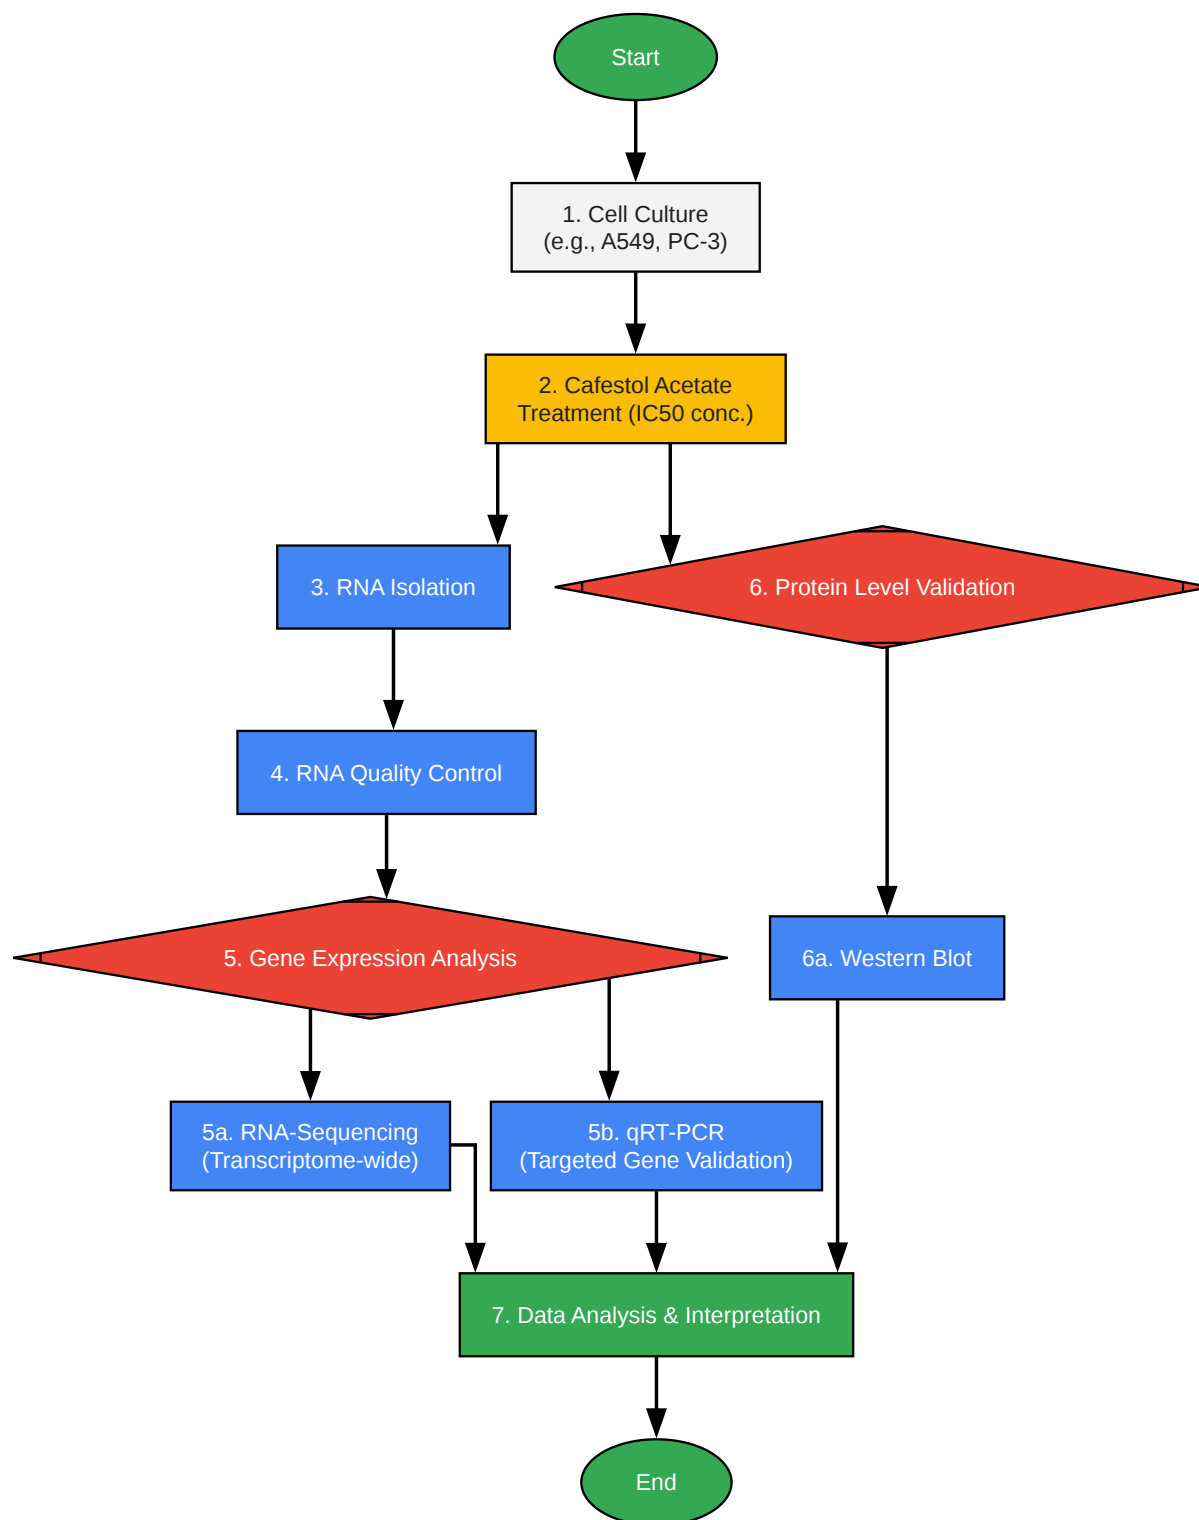 Start
1. Cell Culture
(e.g., A549, PC-3)
2. Cafestol Acetate
Treatment (IC50 conc.)
3. RNA Isolation
6. Protein Level Validation
4. RNA Quality Control
5. Gene Expression Analysis
6a. Western Blot
5a. RNA-Sequencing
(Transcriptome-wide)
5b. qRT-PCR
(Targeted Gene Validation)
7. Data Analysis & Interpretation
End